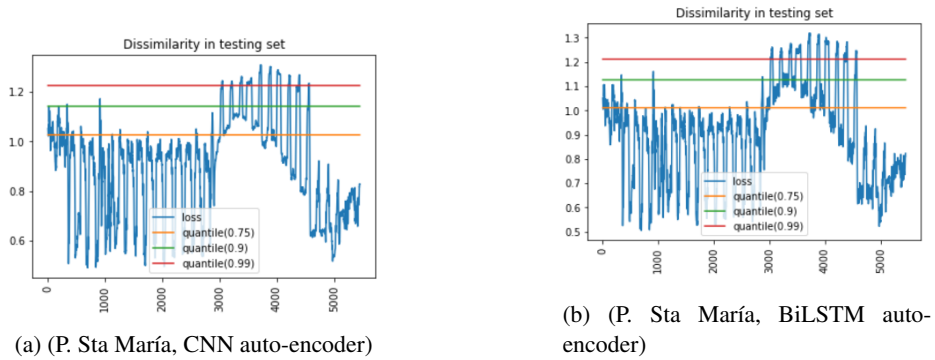 Dissimilarity in testing set
1.2
1.0
0.8
0.6
loss
quantile(0.75)
quantile(0.9)
quantile(0.99)
0
1000
2000
3000
4000
5000
(a) (P. Sta María, CNN auto-encoder)
Dissimilarity in testing set
1.3
1.2
1.1
1.0
0.9
0.8
0.7
0.6
0.5
loss
quantile(0.75)
quantile(0.9)
quantile(0.99)
0
1000
2000
3000
4000
5000
(b) (P. Sta María, BiLSTM auto-
encoder)